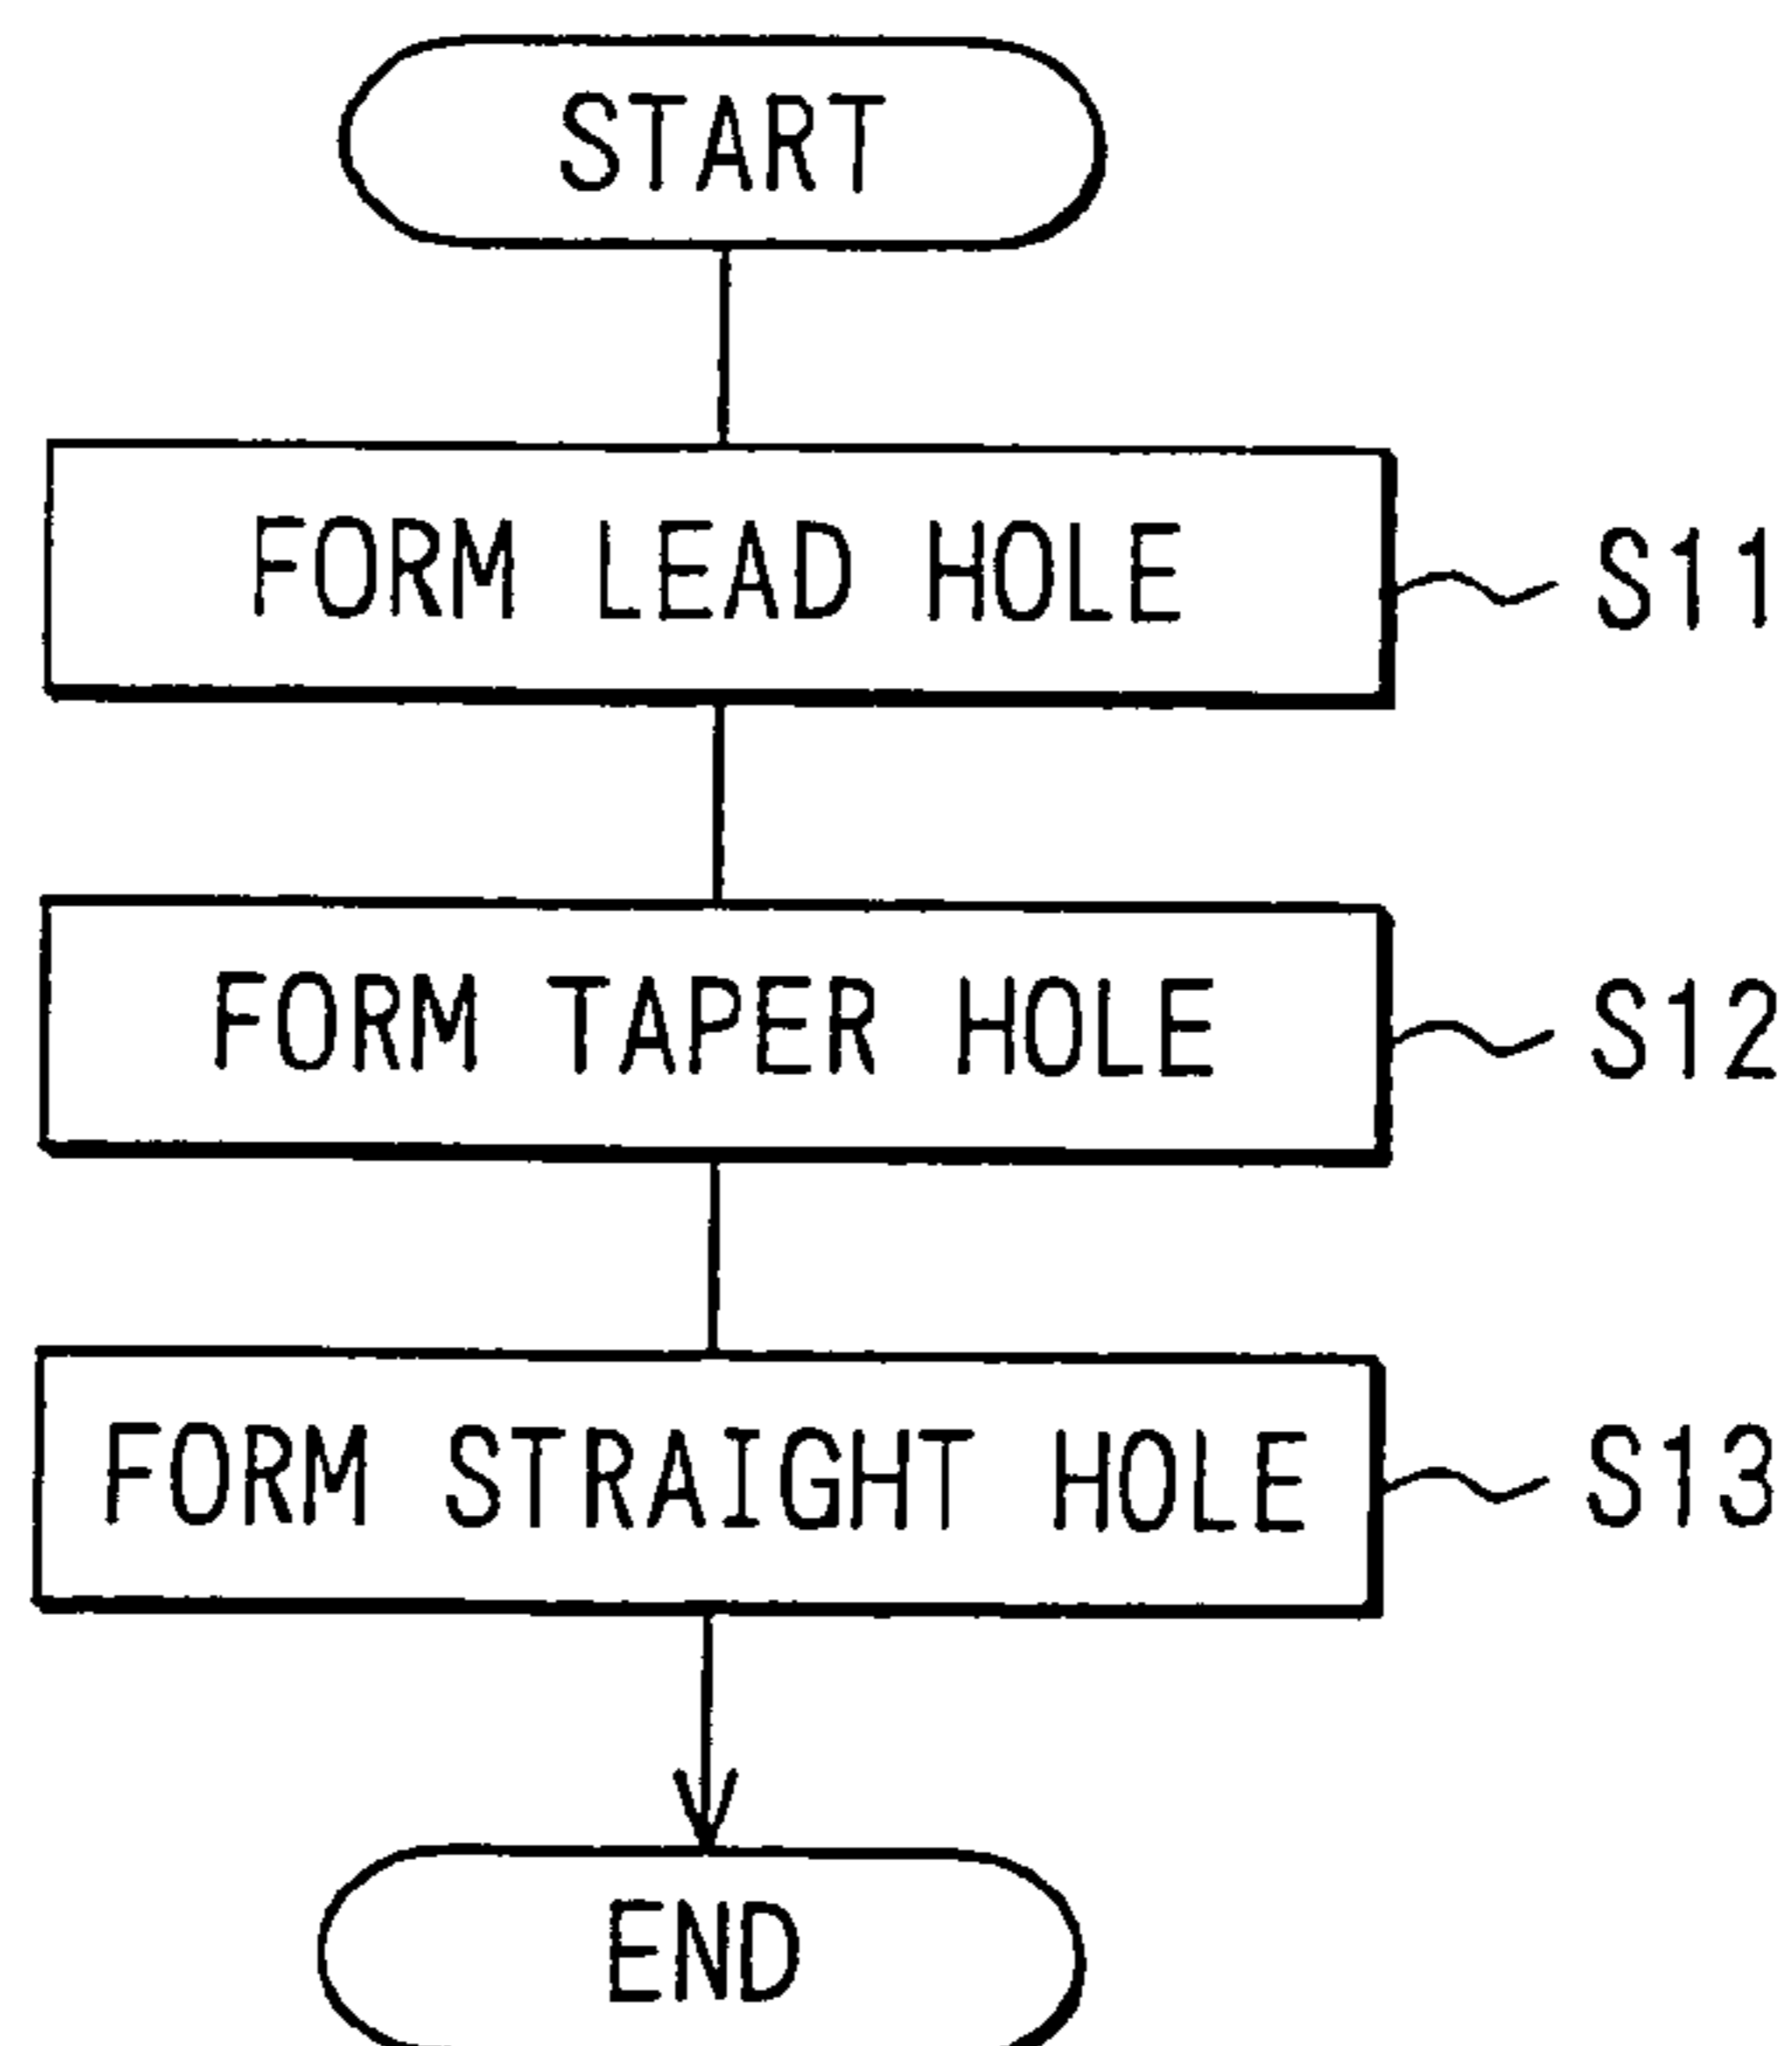 START
FORM LEAD HOLE S11
FORM TAPER HOLE S12
FORM STRAIGHT HOLE S13
END